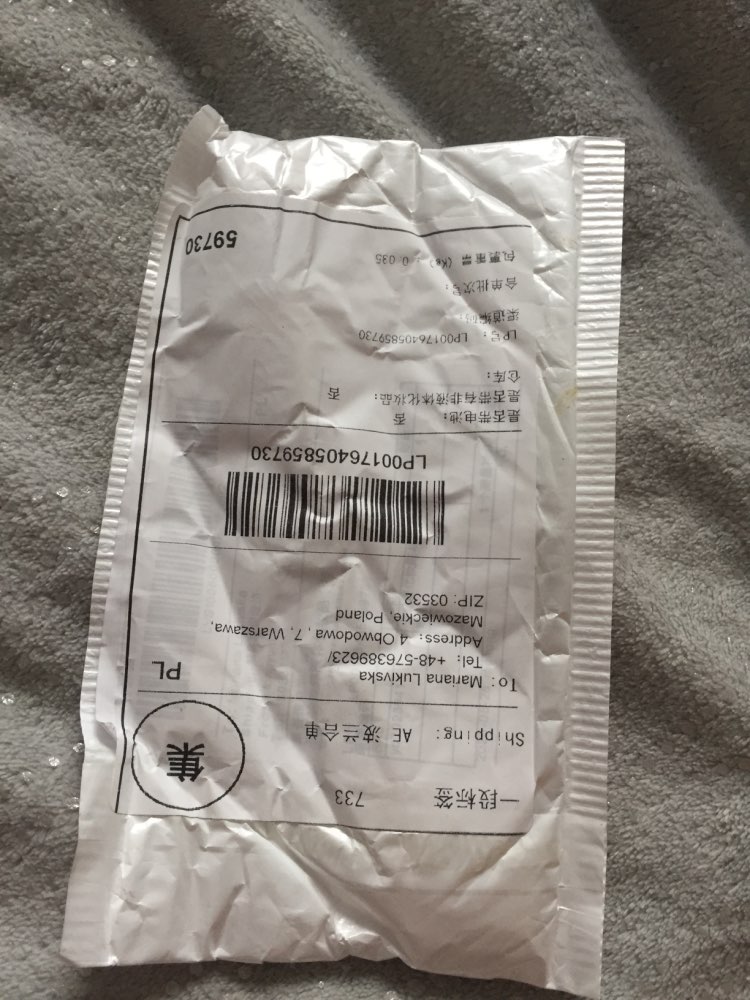 一段标签 733
集
Shipping: AE 波兰合单
To: Mariana Lukivska
Tel: +48-576389623/
Address: 4 Obwodowa , 7, Warszawa,
Mazowieckie, Poland
ZIP: 03532
PL
LP00176405859730
是否带电池: 否
是否带有非液体化妆品: 否
仓库:
LP号: LP00176405859730
渠道编码:
合单批次号:
包裹重量 (Kg) : 0.035
59730